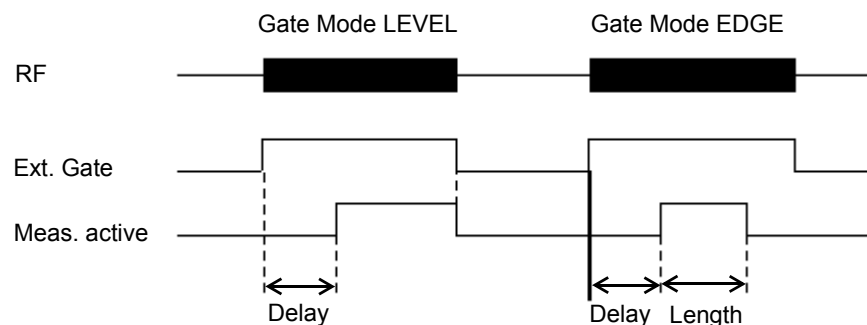 Gate Mode LEVEL Gate Mode EDGE
RF
Ext. Gate
Meas. active
Delay Delay Length